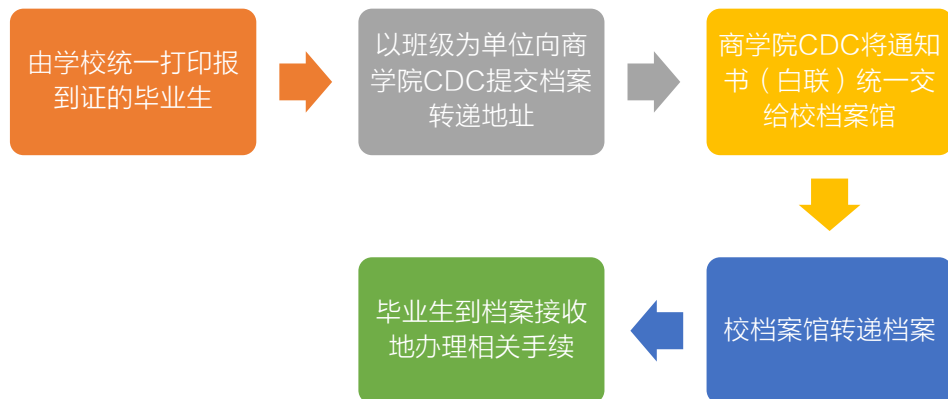 由学校统一打印报
到证的毕业生
以班级为单位向商
学院CDC提交档案
转递地址
商学院CDC将通知
书（白联）统一交
给校档案馆
校档案馆转递档案
毕业生到档案接收
地办理相关手续